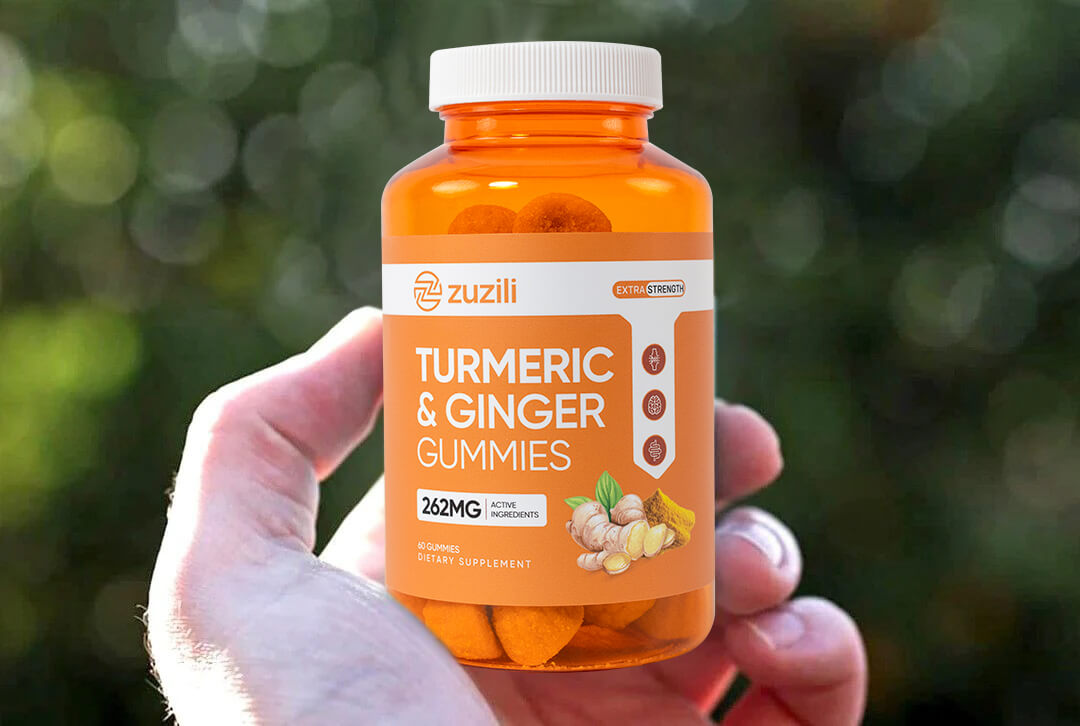 zuzili
EXTRA STRENGTH
TURMERIC
& GINGER
GUMMIES
262MG
ACTIVE
INGREDIENTS
60 GUMMIES
DIETARY SUPPLEMENT